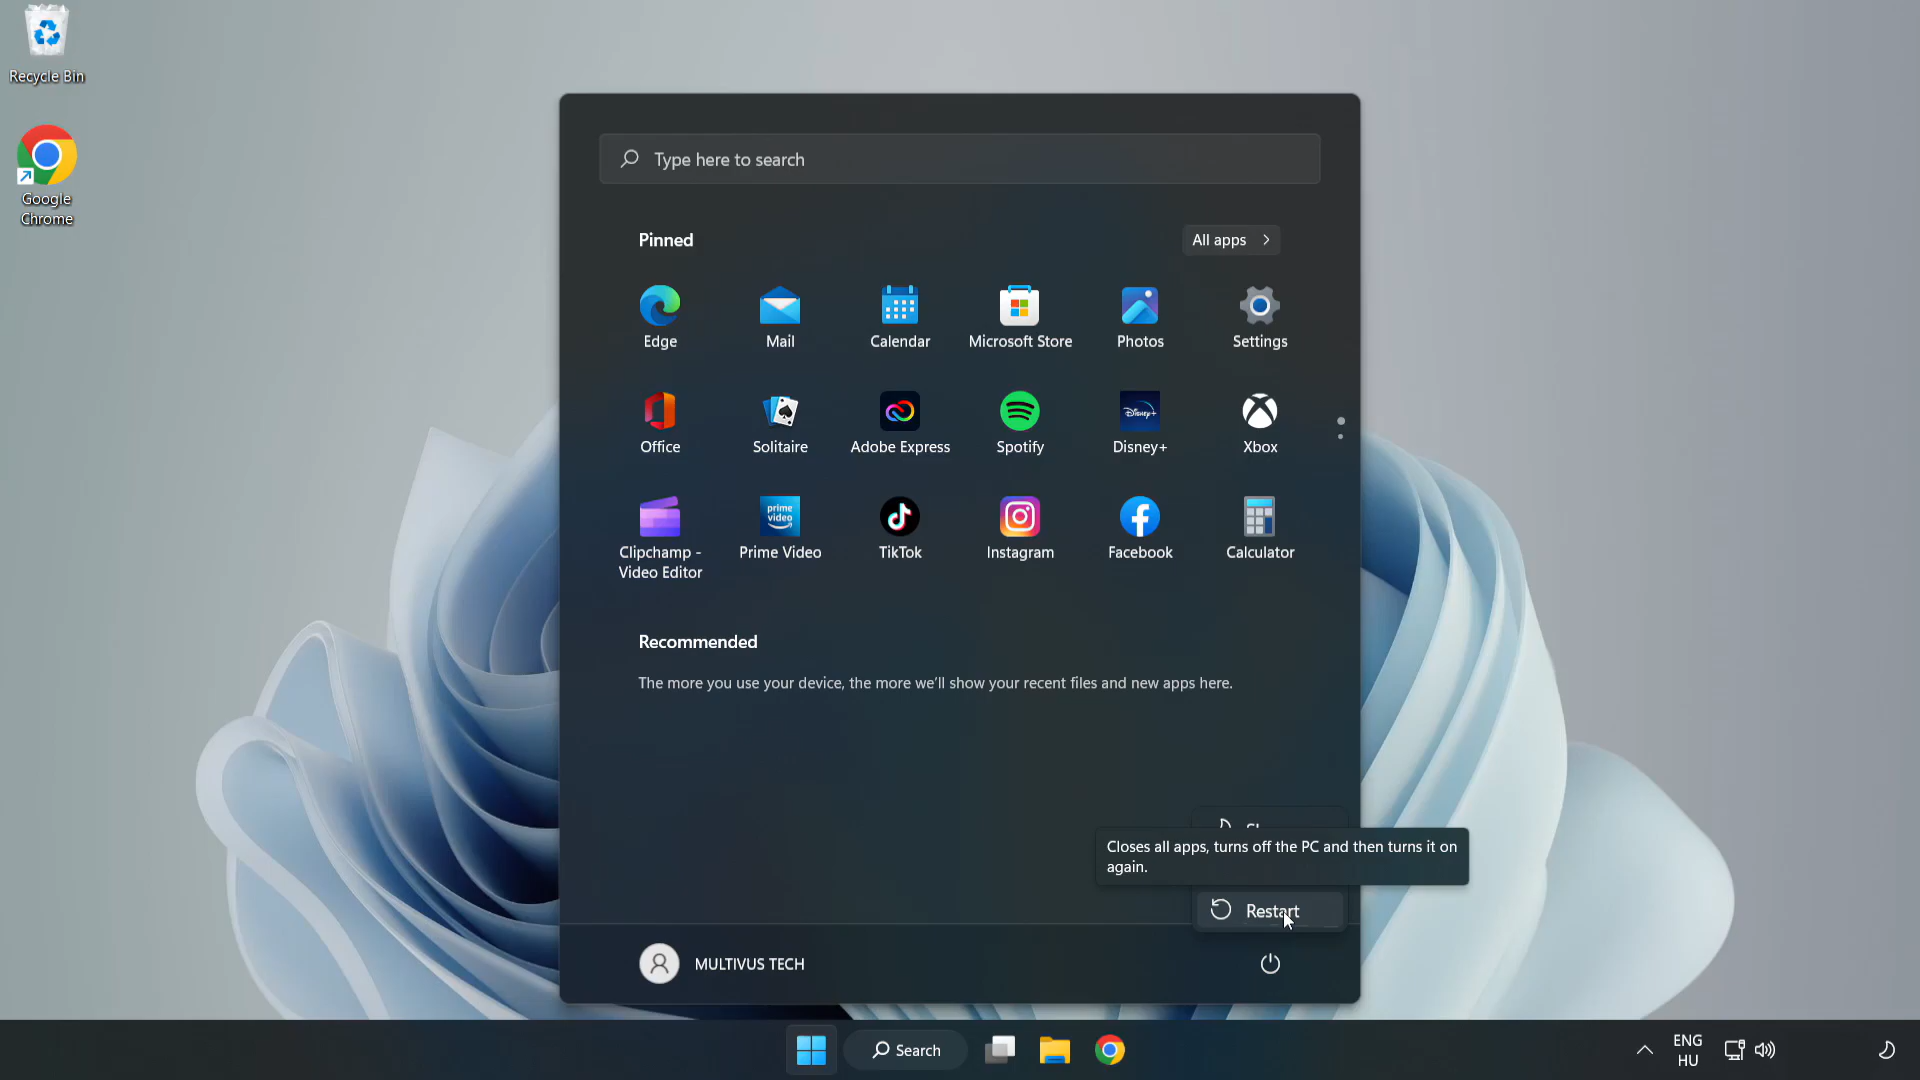 Recycle Bin
Google
Chrome
Type here to search
Pinned
All apps
Edge
Mail
Calendar
Microsoft Store
Photos
Settings
Office
Solitaire
Adobe Express
Spotify
Disney+
Disney+
Xbox
prime
video
Clipchamp -
Video Editor
Prime Video
TikTok
Instagram
Facebook
Calculator
Recommended
The more you use your device, the more we'll show your recent files and new apps here.
Closes all apps, turns off the PC and then turns it on
again.
Restart
MULTIVUS TECH
Search
ENG
HU